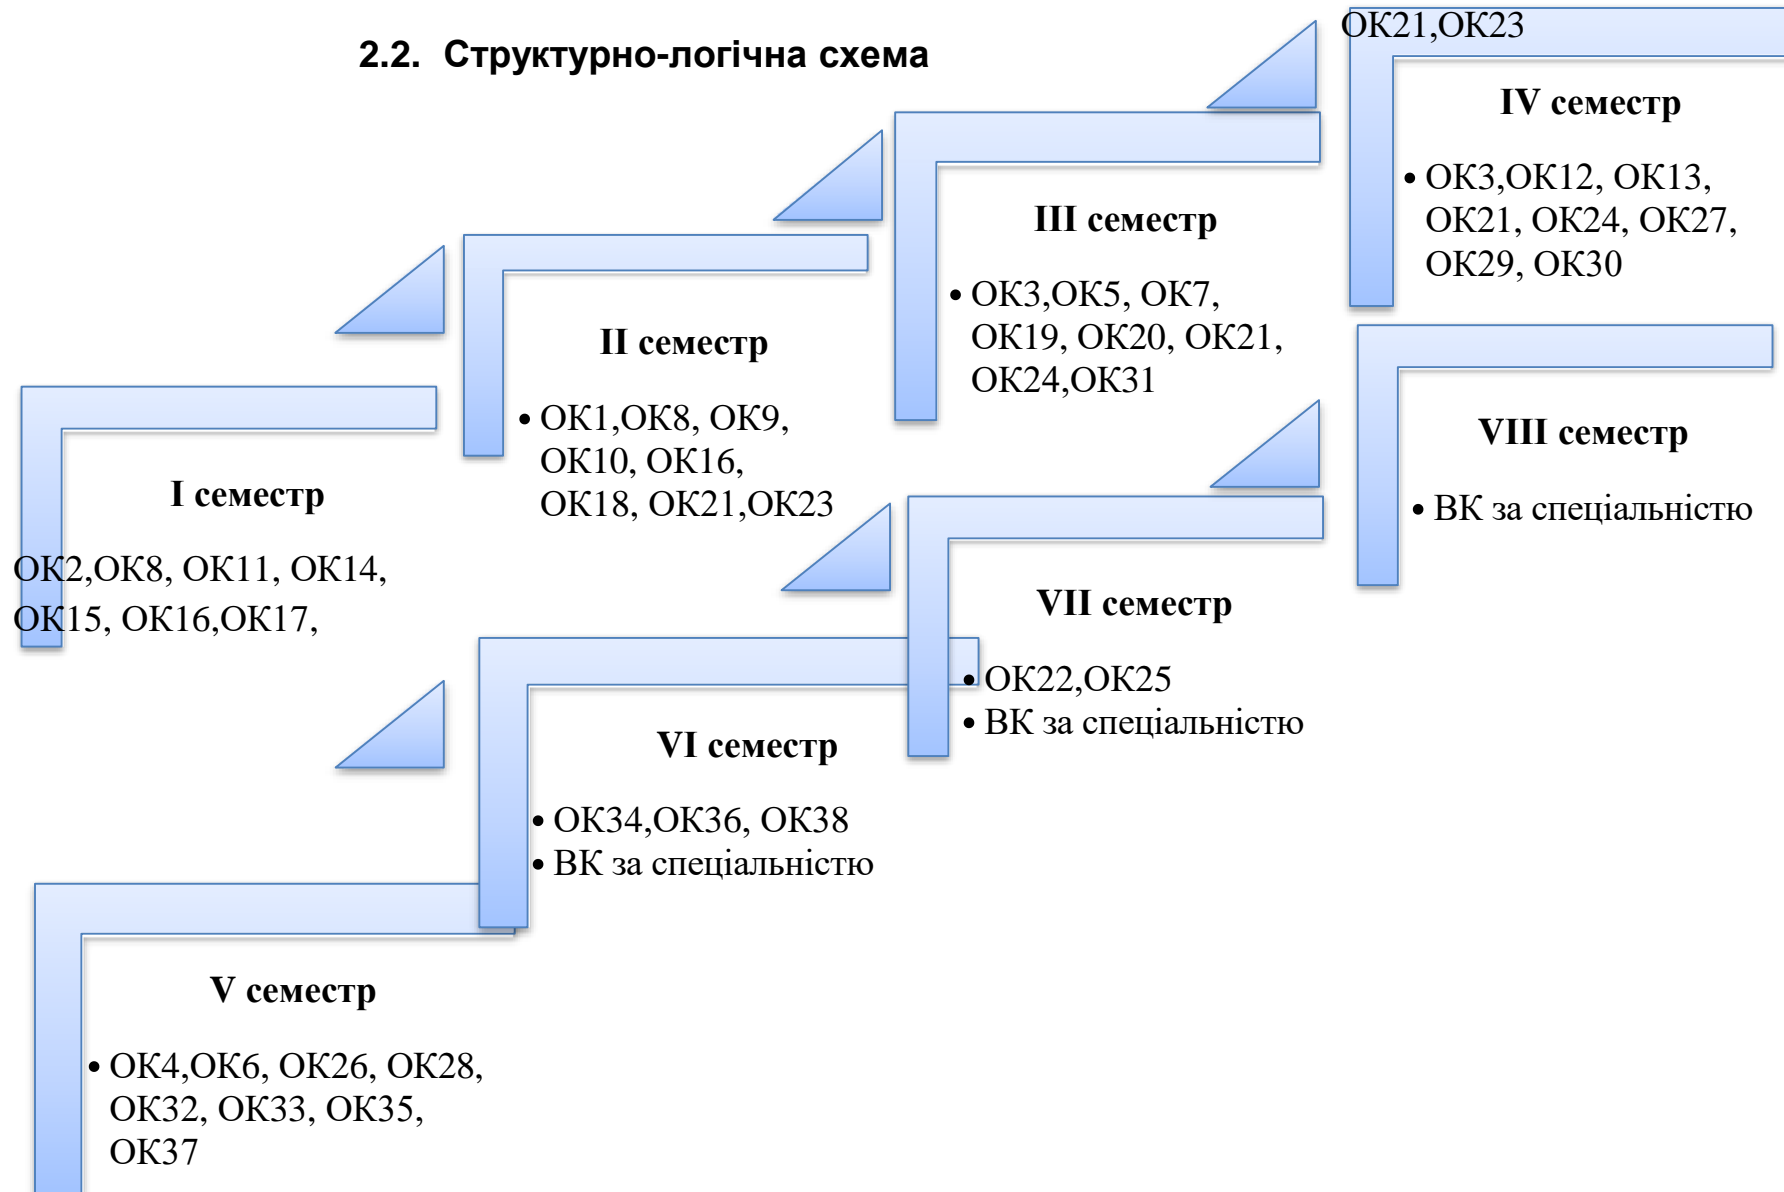 2.2. Структурно-логічна схема
ОК21,ОК23
I семестр
ОК2,ОК8, ОК11, ОК14,
ОК15, ОК16,ОК17,
II семестр
• ОК1,ОК8, ОК9,
ОК10, ОК16,
ОК18, ОК21,ОК23
III семестр
• ОК3,ОК5, ОК7,
ОК19, ОК20, ОК21,
ОК24,ОК31
IV семестр
• ОК3,ОК12, ОК13,
ОК21, ОК24, ОК27,
ОК29, ОК30
V семестр
• ОК4,ОК6, ОК26, ОК28,
ОК32, ОК33, ОК35,
ОК37
VI семестр
• ОК34,ОК36, ОК38
• ВК за спеціальністю
VII семестр
• ОК22,ОК25
• ВК за спеціальністю
VIII семестр
• ВК за спеціальністю